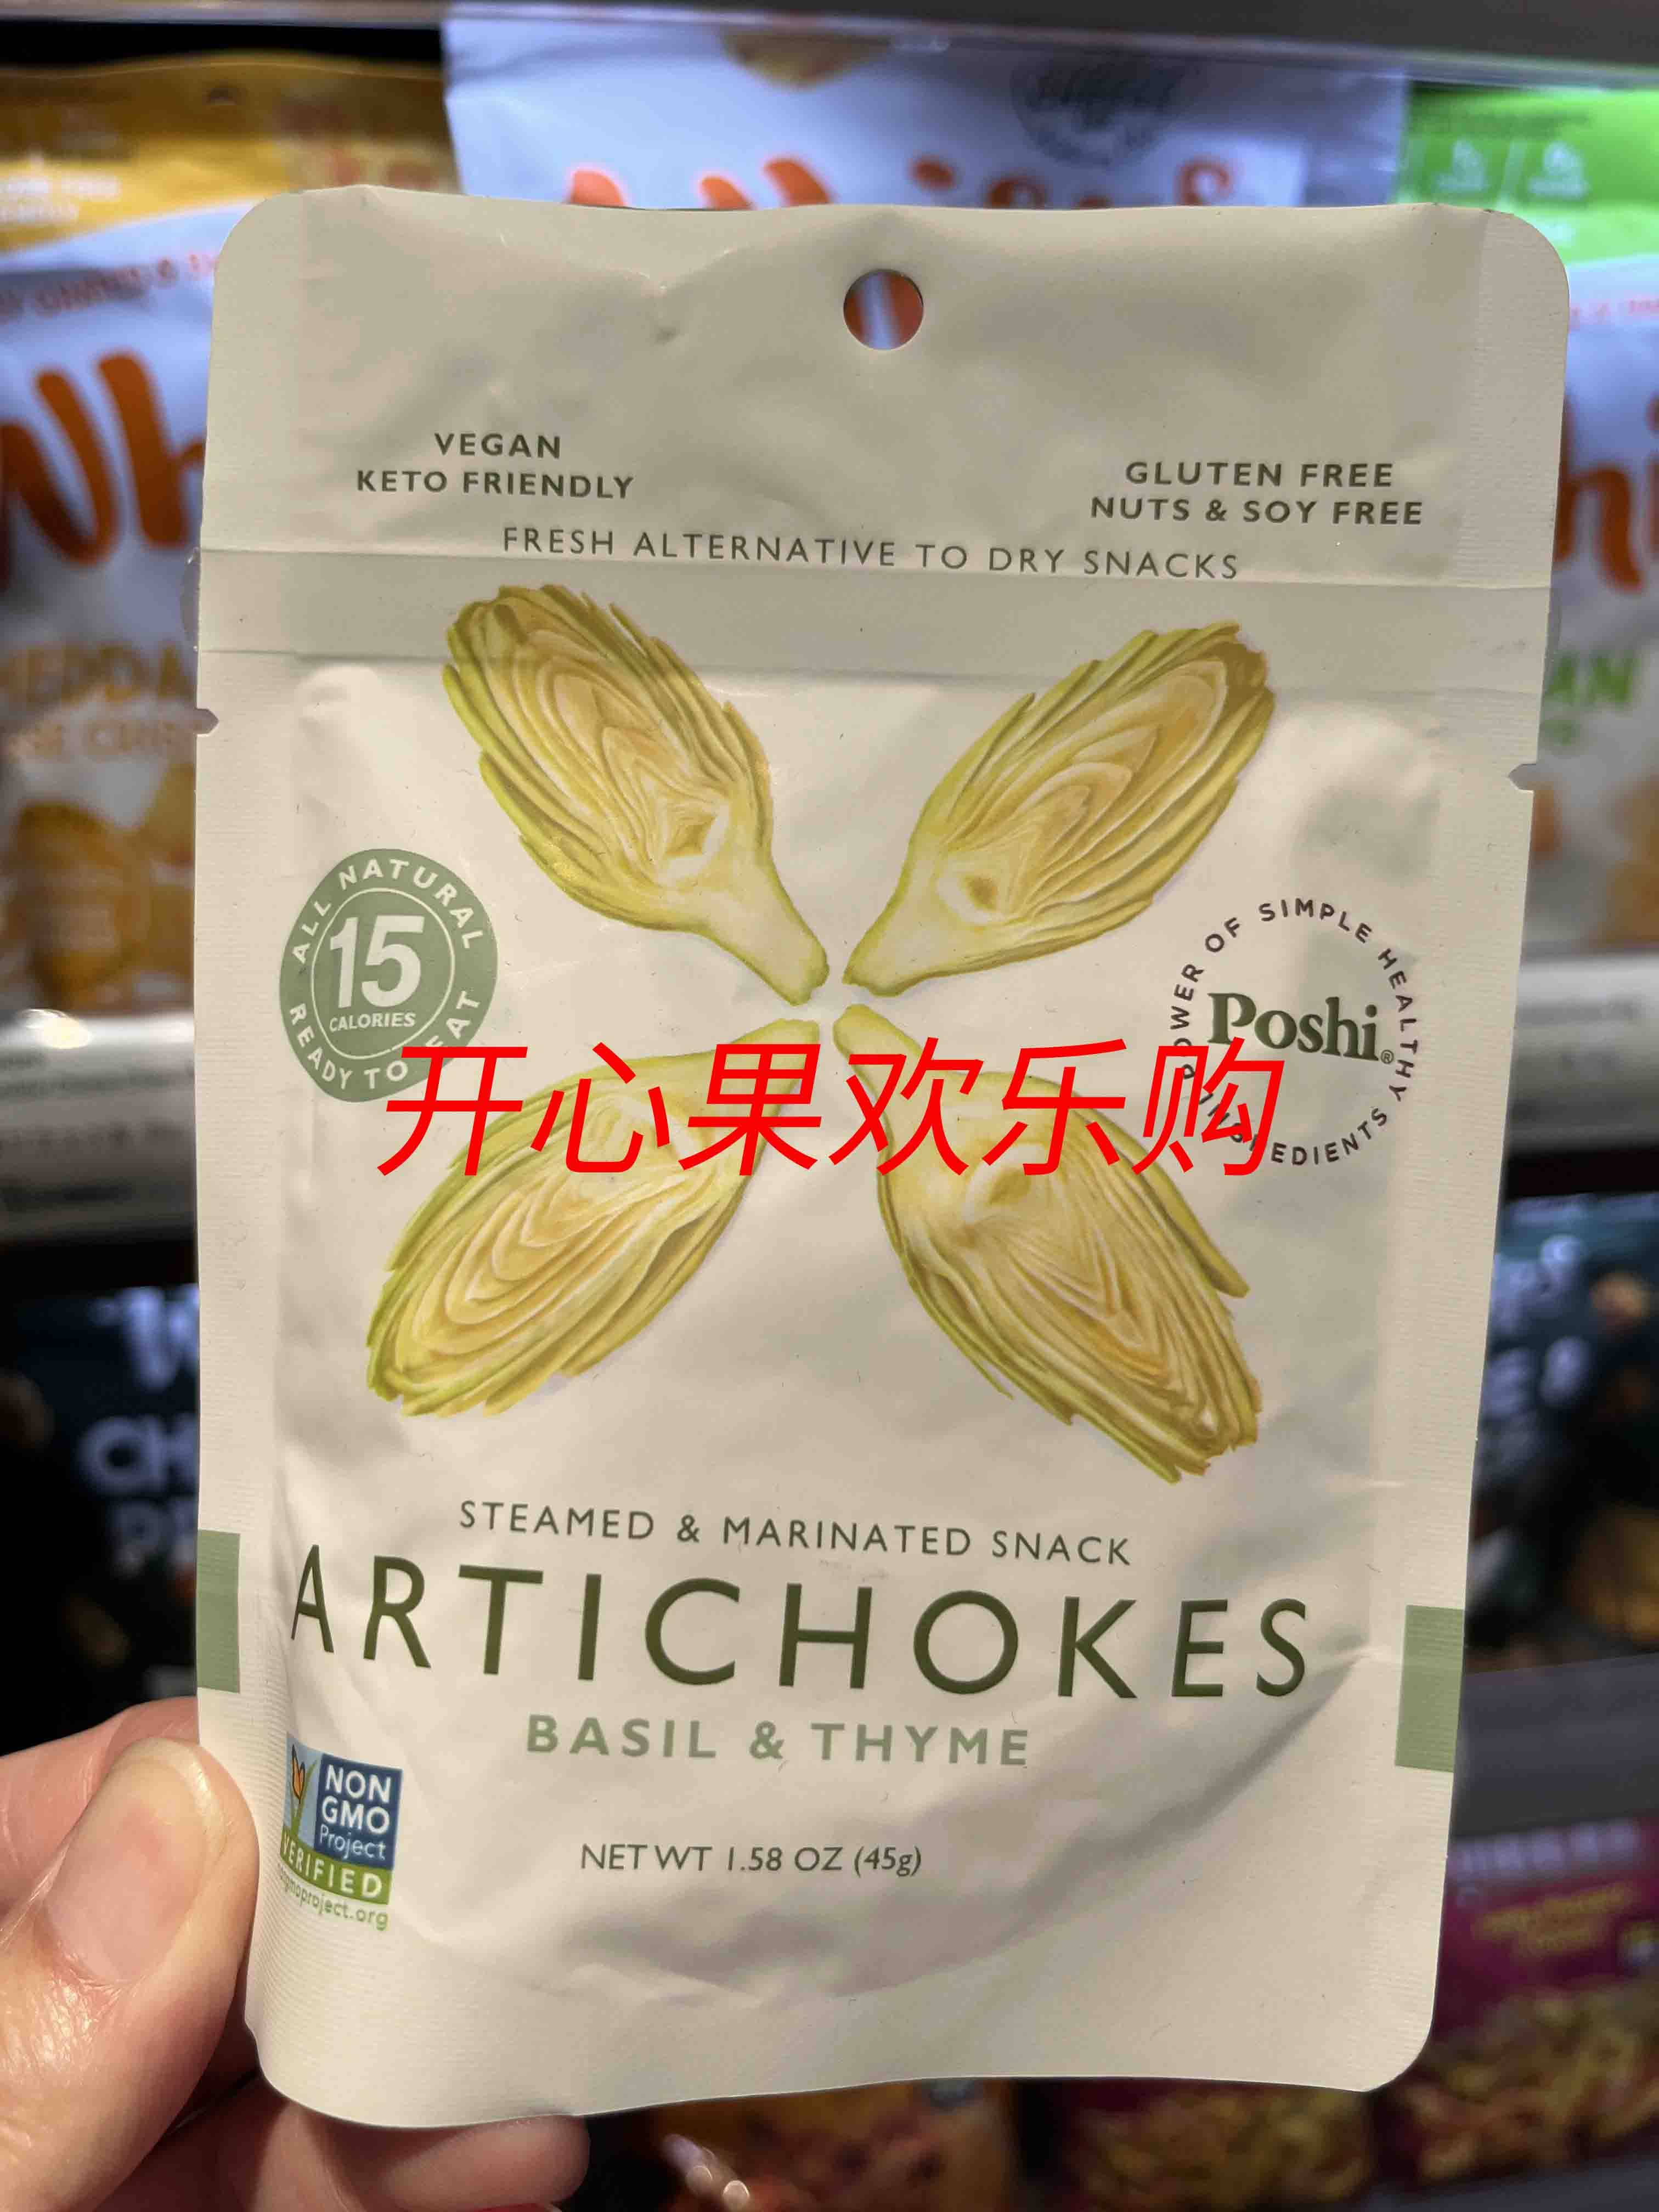 VEGAN
KETO FRIENDLY
GLUTEN FREE
NUTS & SOY FREE
FRESH ALTERNATIVE TO DRY SNACKS
ALL NATURAL
15
CALORIES
READY TO EAT
POWER OF SIMPLE HEALTHY INGREDIENTS
Poshi®
开心果欢乐购
STEAMED & MARINATED SNACK
ARTICHOKES
BASIL & THYME
NON
GMO
Project
VERIFIED
NET WT 1.58 OZ (45g)